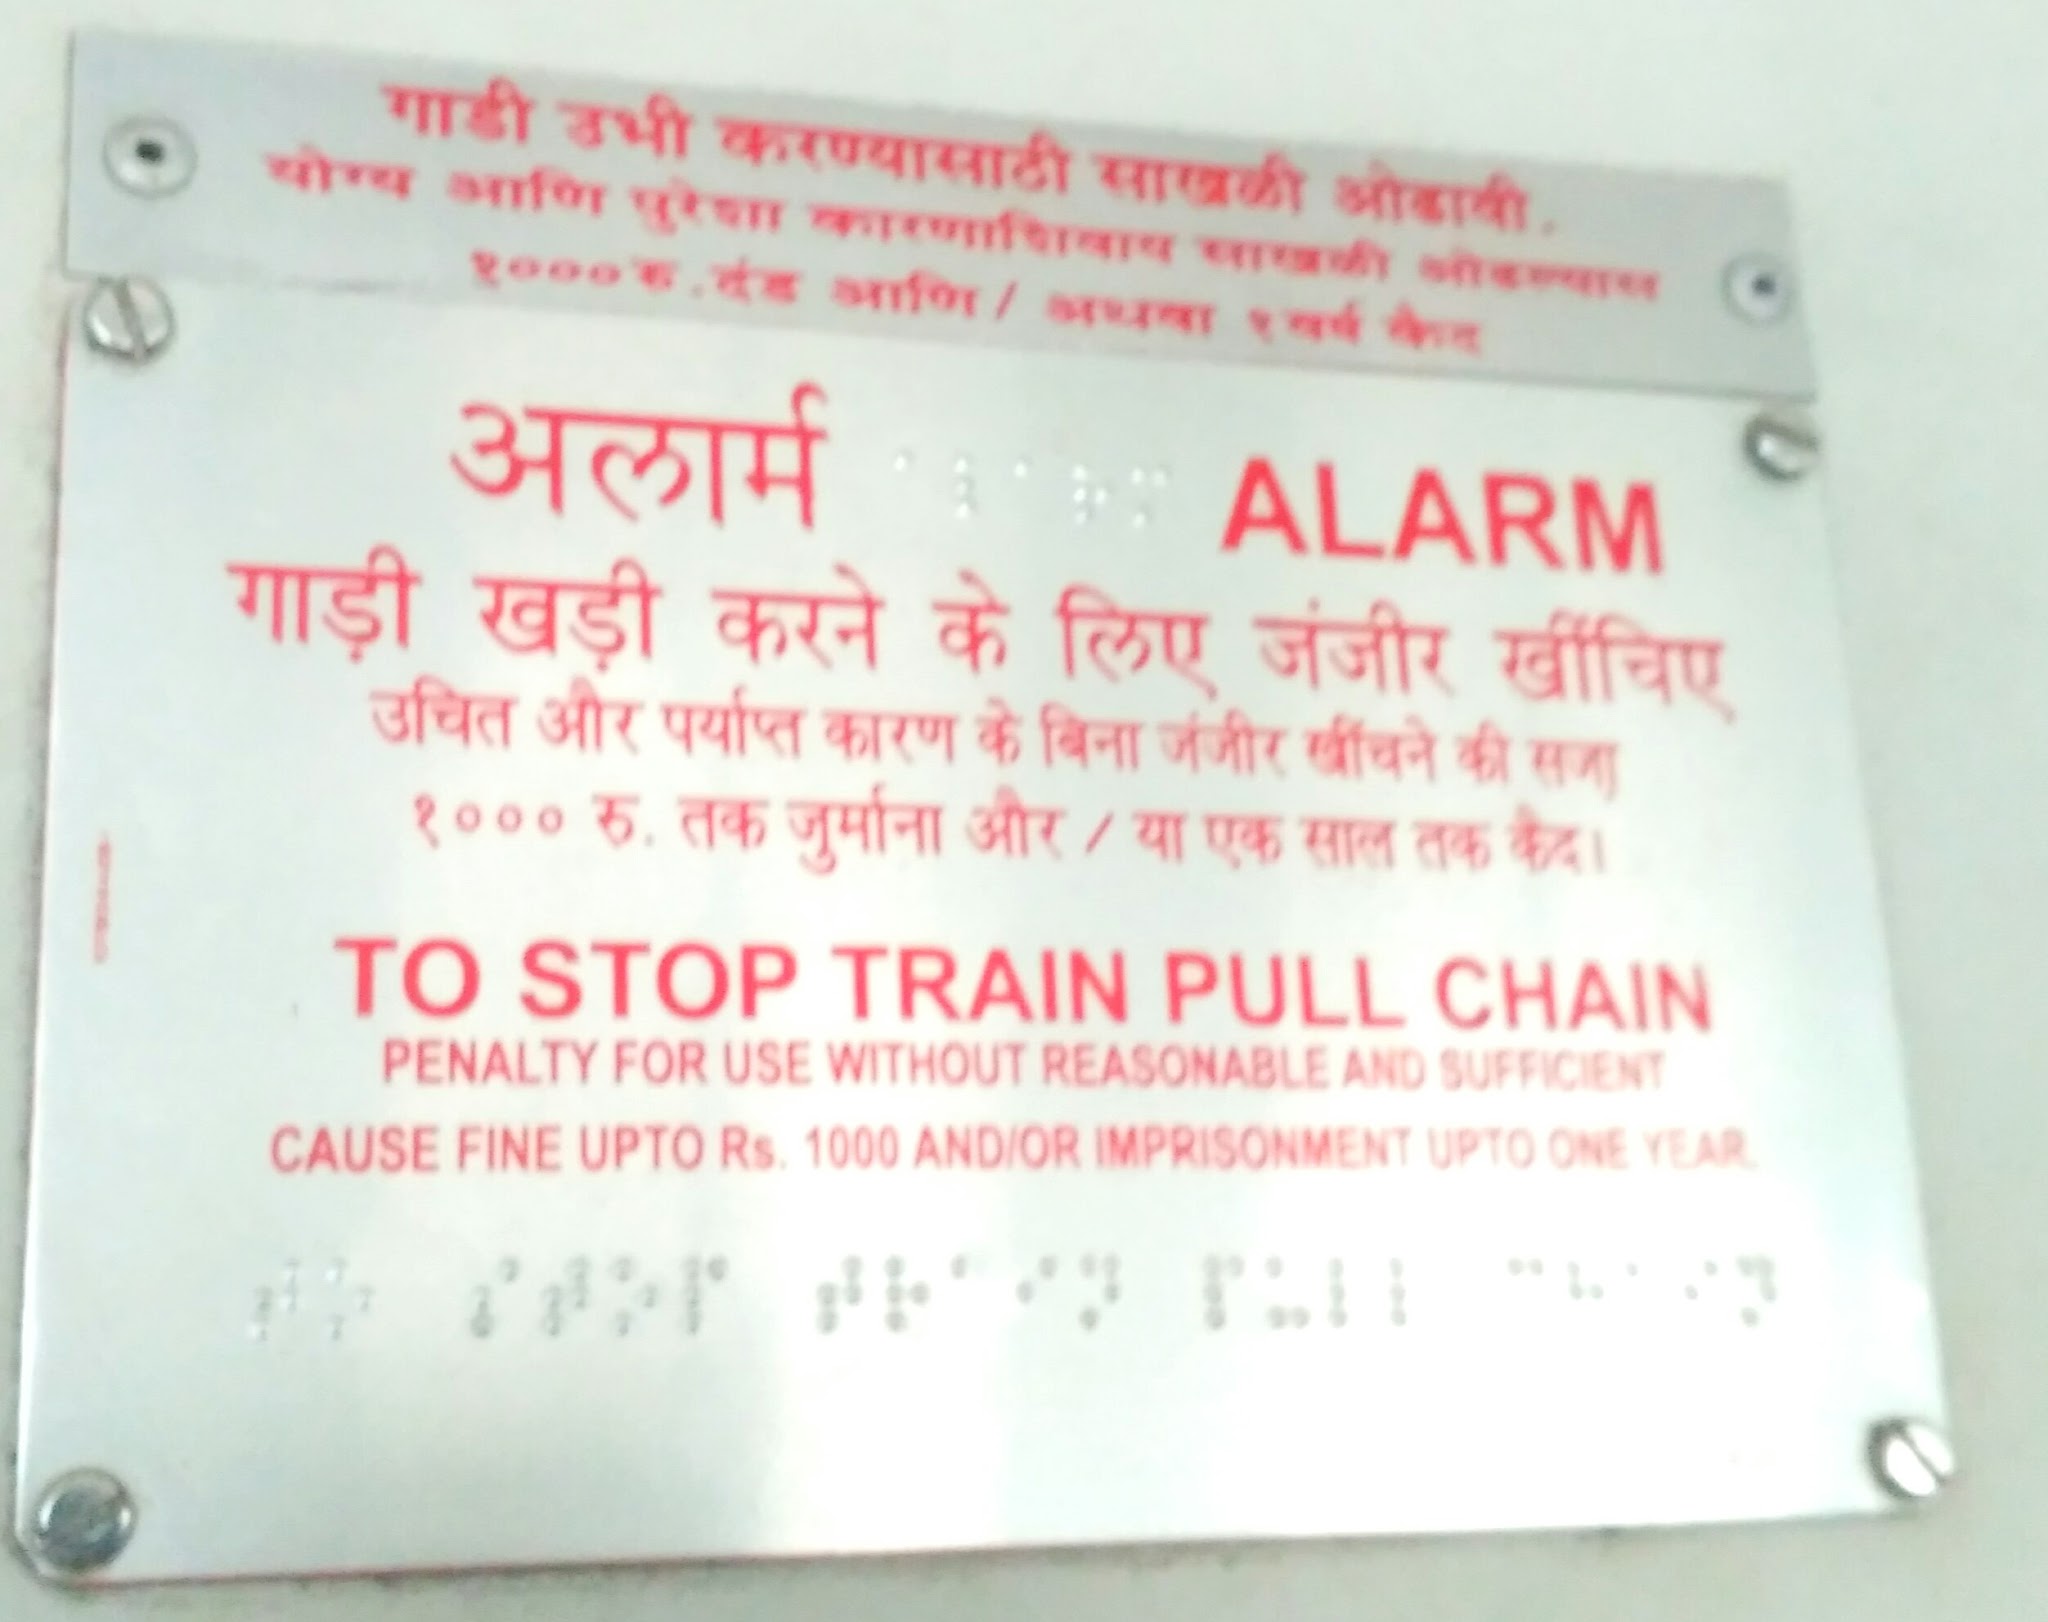 गाडी उभी करण्यासाठी साखळी ओढावी.
योग्य आणि पुरेशा कारणाशिवाय साखळी ओढल्यास
१०००रु.दंड आणि/ अथवा १वर्ष कैद
अलार्म ⠁⠇⠁⠗⠍ ALARM
गाड़ी खड़ी करने के लिए जंजीर खींचिए
उचित और पर्याप्त कारण के बिना जंजीर खींचने की सजा़
१००० रु. तक जुर्माना और / या एक साल तक कैद।
TO STOP TRAIN PULL CHAIN
PENALTY FOR USE WITHOUT REASONABLE AND SUFFICIENT
CAUSE FINE UPTO Rs. 1000 AND/OR IMPRISONMENT UPTO ONE YEAR.
⠞⠕ ⠎⠞⠕⠏ ⠞⠗⠁⠊⠝ ⠏⠥⠇⠇ ⠉⠓⠁⠊⠝